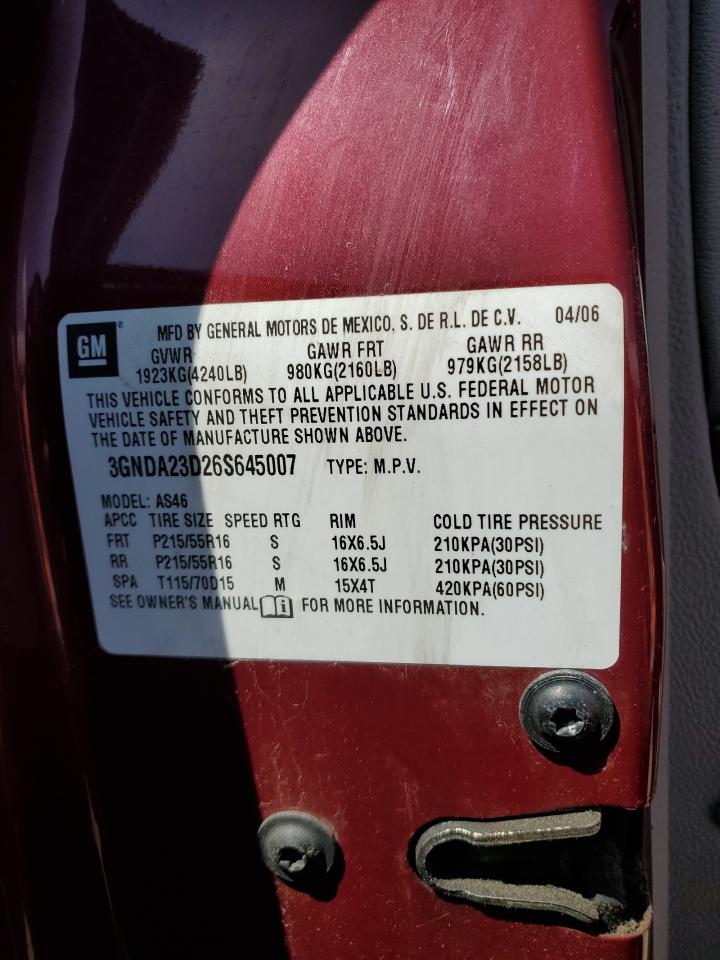 GM MFD BY GENERAL MOTORS DE MEXICO, S. DE R.L. DE C.V. 04/06
GVWR GAWR FRT GAWR RR
1923KG(4240LB) 980KG(2160LB) 979KG(2158LB)
THIS VEHICLE CONFORMS TO ALL APPLICABLE U.S. FEDERAL MOTOR
VEHICLE SAFETY AND THEFT PREVENTION STANDARDS IN EFFECT ON
THE DATE OF MANUFACTURE SHOWN ABOVE.
3GNDA23D26S645007 TYPE: M.P.V.
MODEL: AS46
APCC TIRE SIZE SPEED RTG RIM COLD TIRE PRESSURE
FRT P215/55R16 S 16X6.5J 210KPA(30PSI)
RR P215/55R16 S 16X6.5J 210KPA(30PSI)
SPA T115/70D15 M 15X4T 420KPA(60PSI)
SEE OWNER'S MANUAL i FOR MORE INFORMATION.